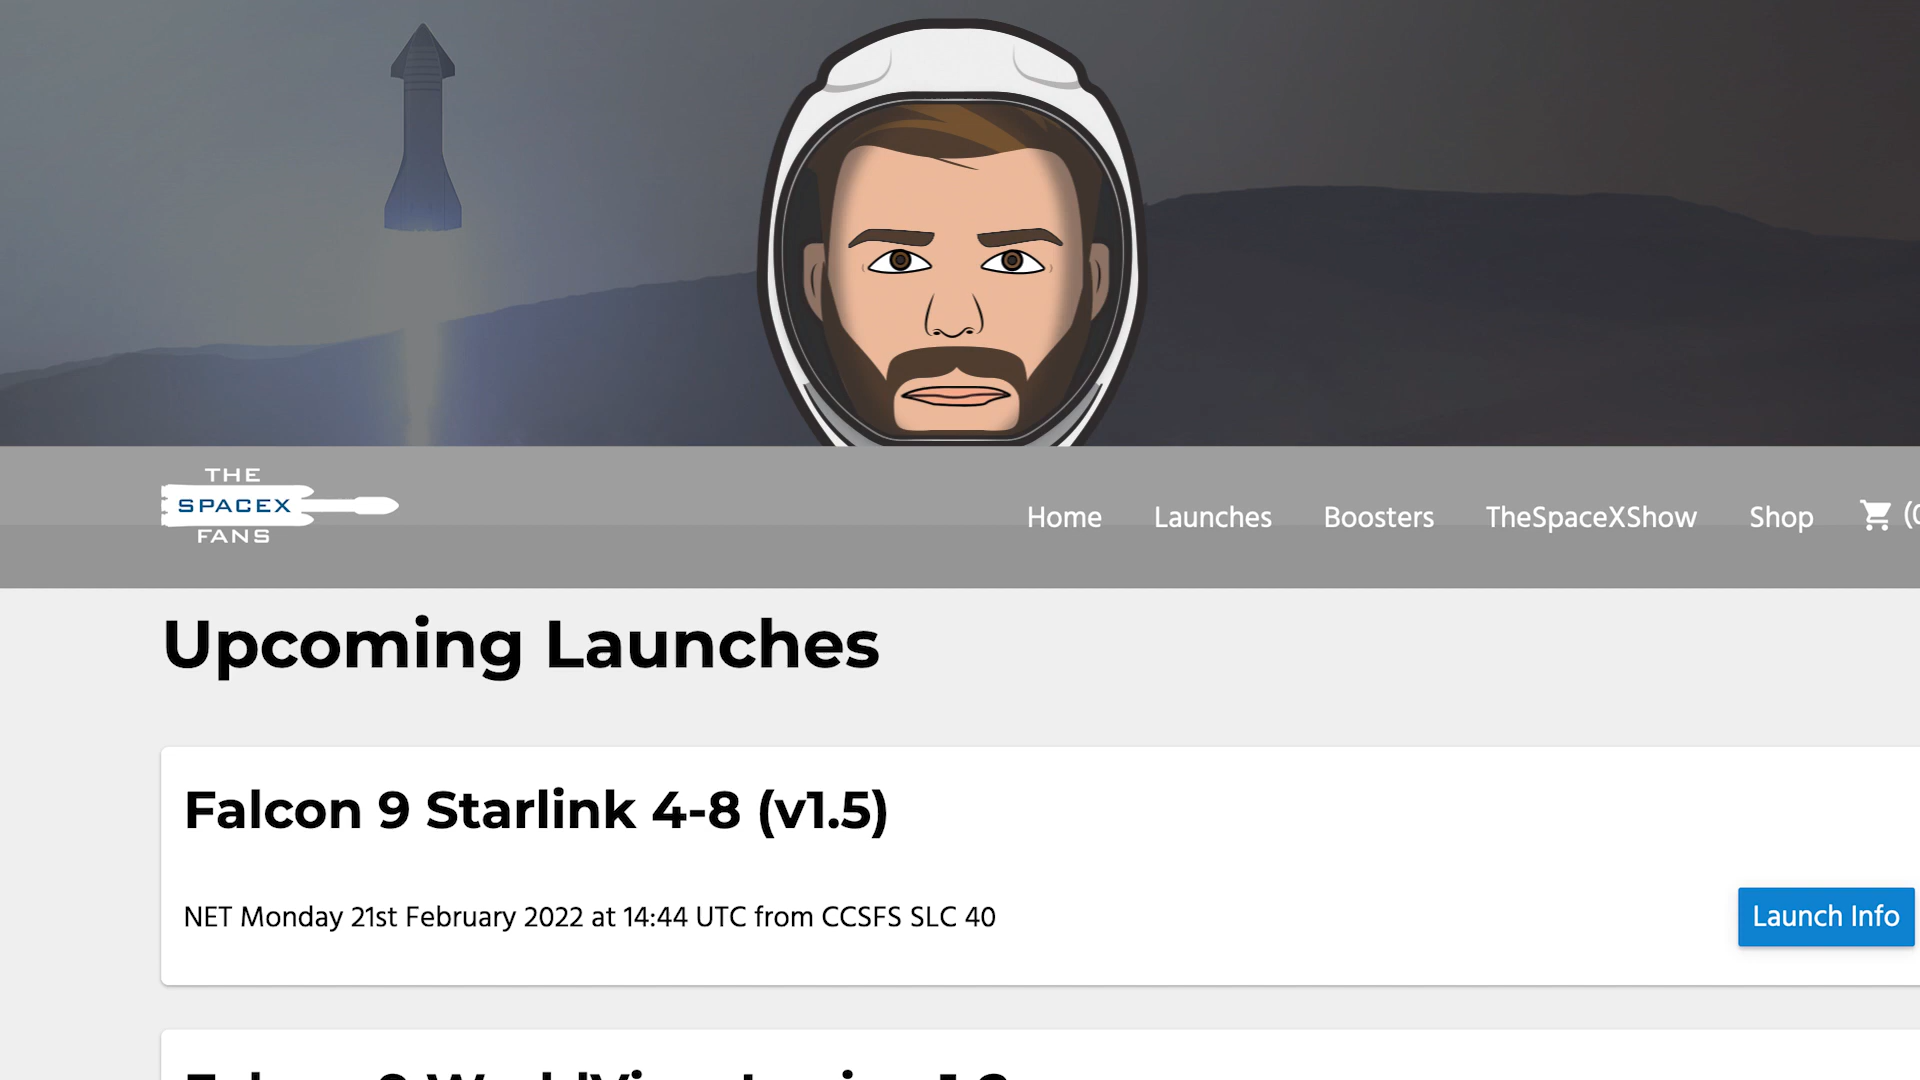 THE
SPACEX
FANS
Home Launches Boosters TheSpaceXShow Shop
Upcoming Launches
Falcon 9 Starlink 4-8 (v1.5)
NET Monday 21st February 2022 at 14:44 UTC from CCSFS SLC 40
Launch Info